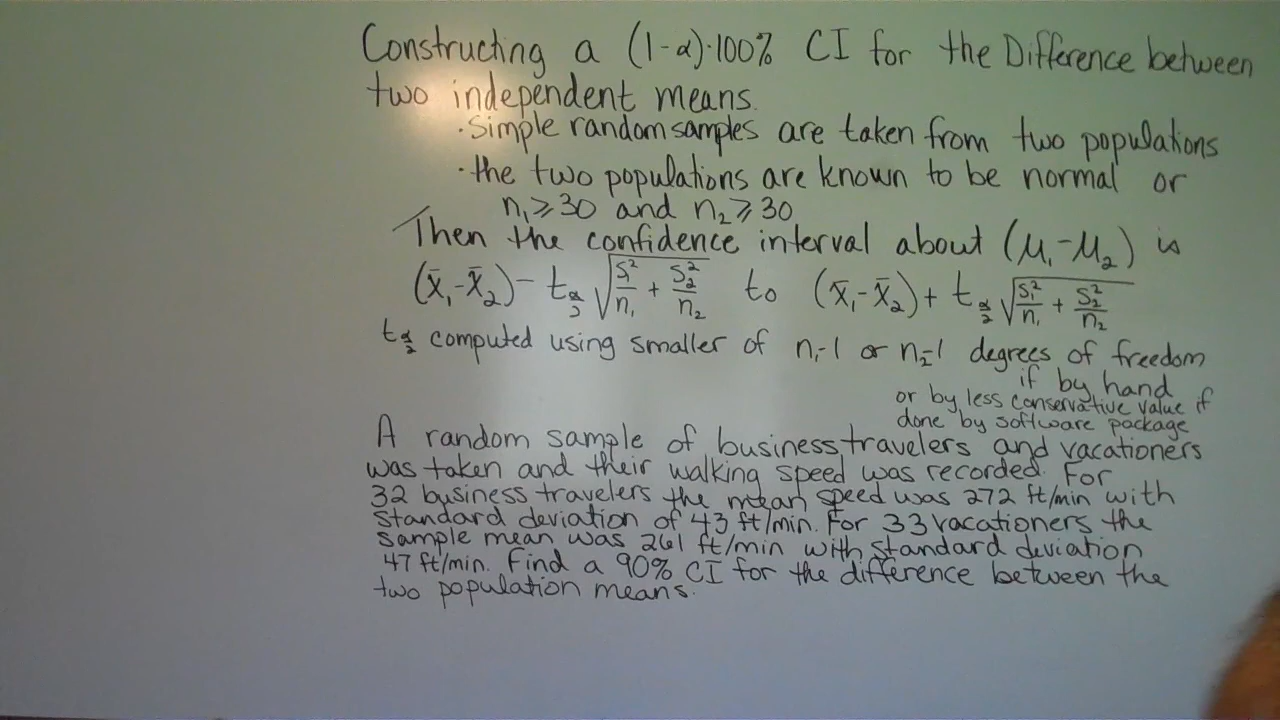 Constructing a (1-α)·100% CI for the Difference between
two independent means.
· Simple random samples are taken from two populations
· the two populations are known to be normal or
n₁≥30 and n₂≥30
Then the confidence interval about (μ₁-μ₂) is
(x̄₁-x̄₂) - t_{α/2} √(s₁²/n₁ + s₂²/n₂) to (x̄₁-x̄₂) + t_{α/2} √(s₁²/n₁ + s₂²/n₂)
t_{α/2} computed using smaller of n₁-1 or n₂-1 degrees of freedom
if by hand
or by less conservative value if
done by software package
A random sample of business travelers and vacationers
was taken and their walking speed was recorded. For
32 business travelers the mean speed was 272 ft/min with
standard deviation of 43 ft/min. For 33 vacationers the
sample mean was 261 ft/min with standard deviation
47 ft/min. Find a 90% CI for the difference between the
two population means.